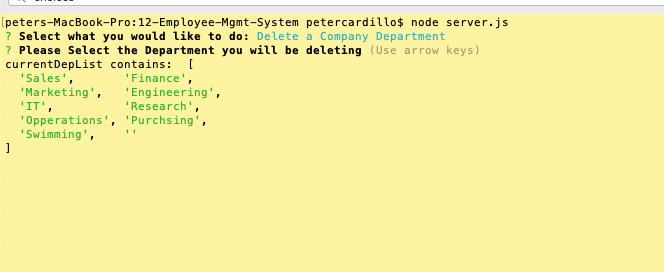 peters-MacBook-Pro:12-Employee-Mgmt-System petercardillo$ node server.js
? Select what you would like to do: Delete a Company Department
? Please Select the Department you will be deleting (Use arrow keys)
currentDepList contains:  [
  'Sales',       'Finance',
  'Marketing',   'Engineering',
  'IT',          'Research',
  'Opperations', 'Purchsing',
  'Swimming',    ''
]